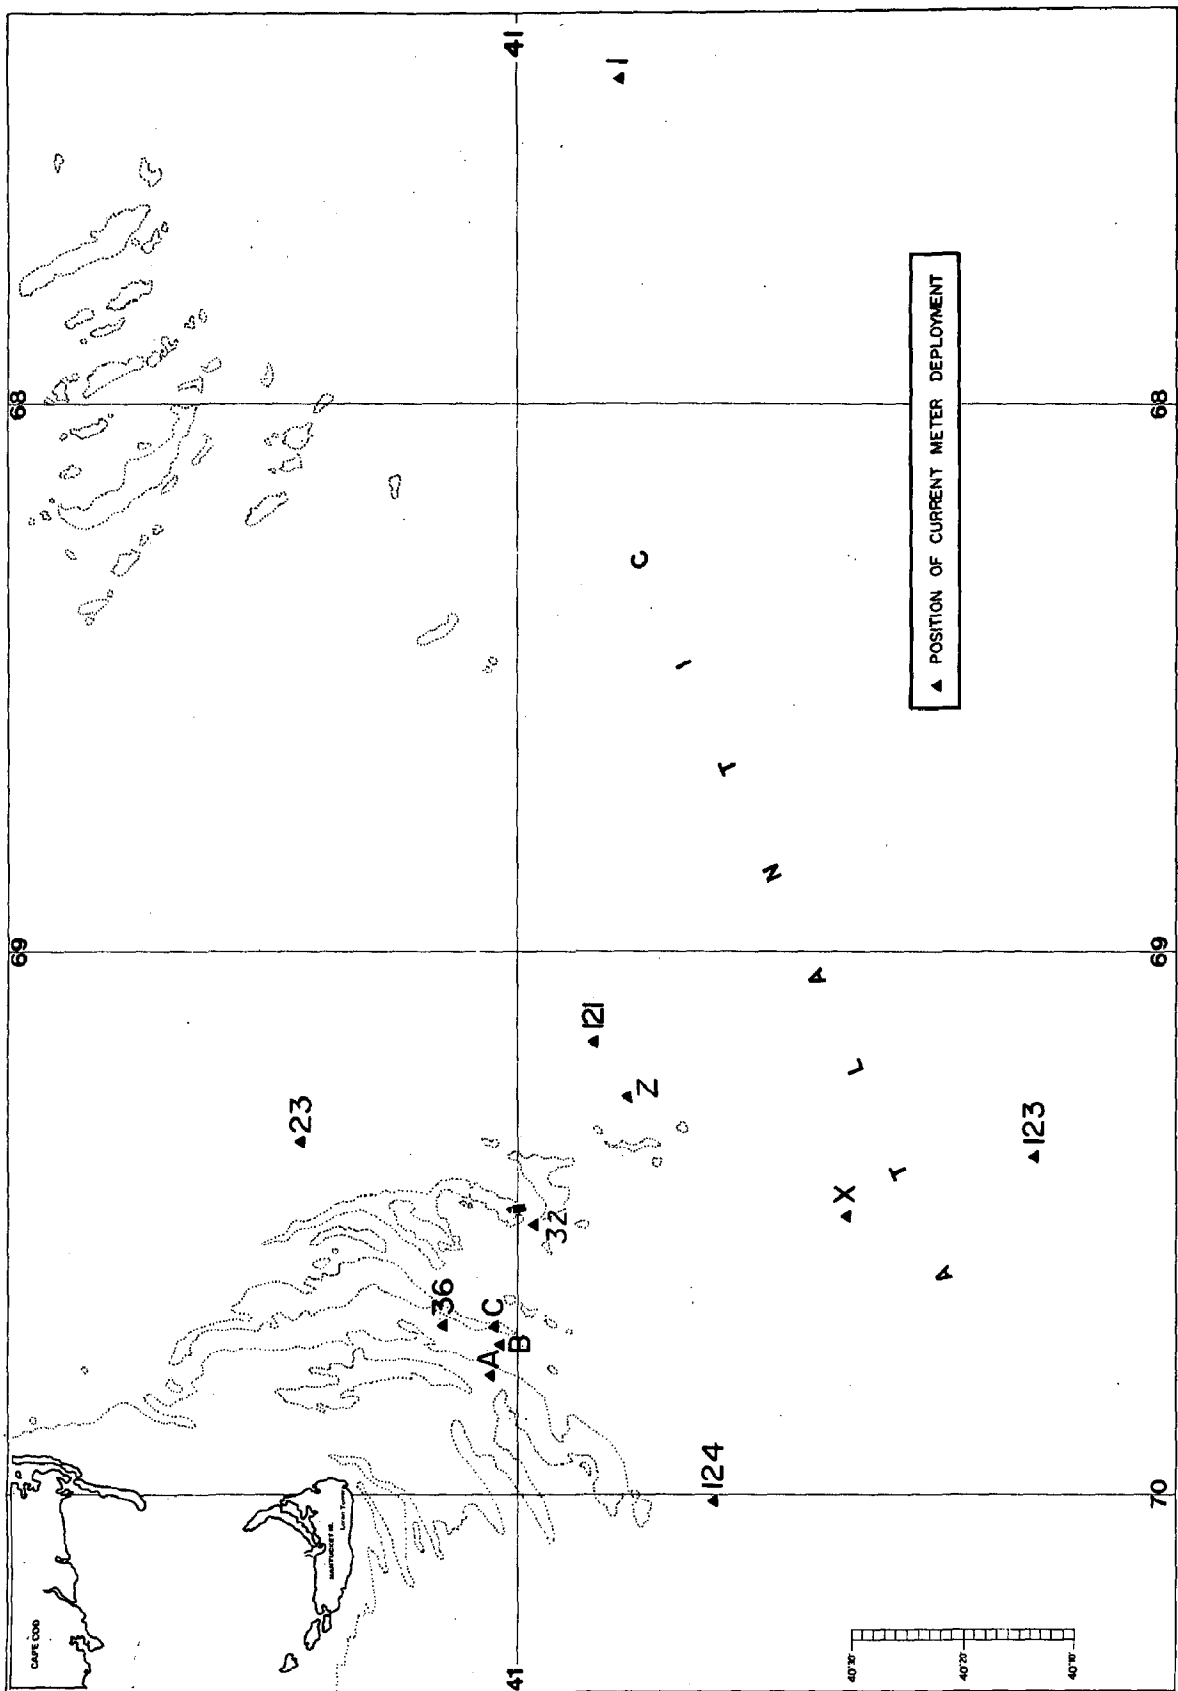 CAPE COD
NANTUCKET IS.
70
69
68
41
41
70
69
68
23
36
A
B
C
32
121
Z
124
X
123
1
A T L A N T I C
▲ POSITION OF CURRENT METER DEPLOYMENT
40°30'
40°20'
40°10'